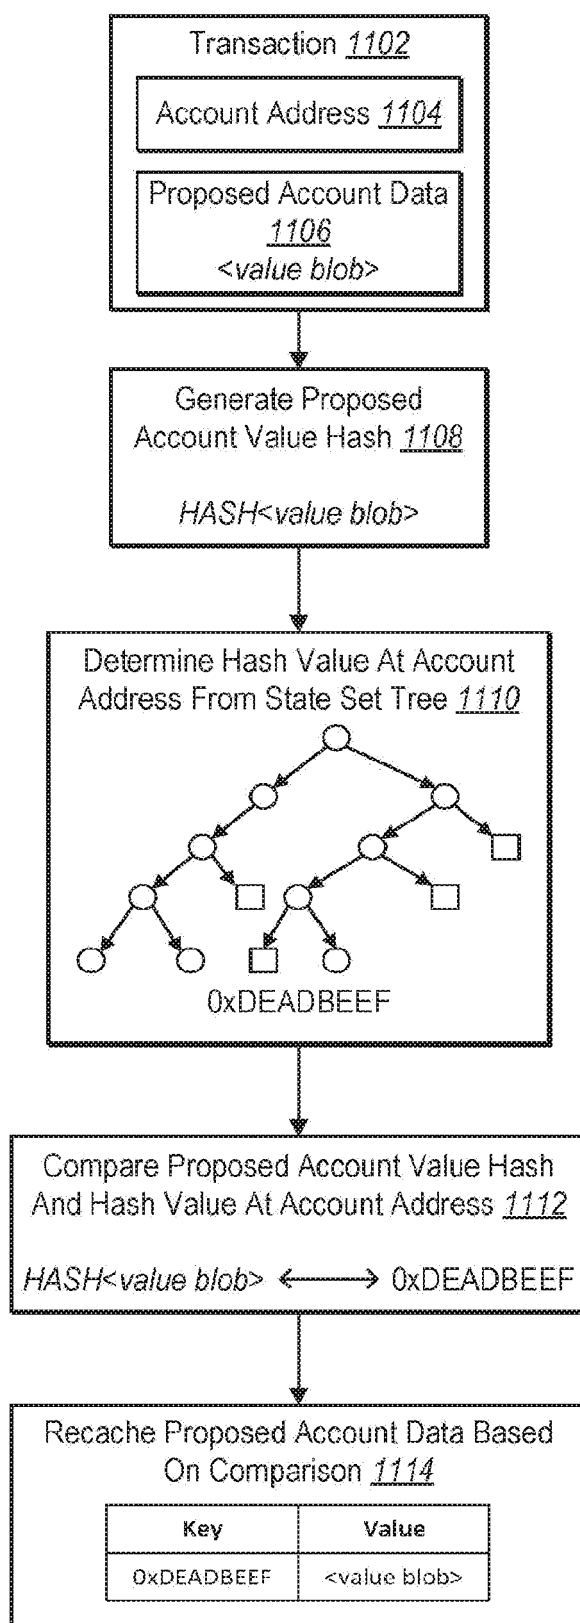 Transaction 1102
Account Address 1104
Proposed Account Data
1106
<value blob>
Generate Proposed
Account Value Hash 1108
HASH<value blob>
Determine Hash Value At Account
Address From State Set Tree 1110
0xDEADBEEF
Compare Proposed Account Value Hash
And Hash Value At Account Address 1112
HASH<value blob> ⟷ 0xDEADBEEF
Recache Proposed Account Data Based
On Comparison 1114
Key Value
0xDEADBEEF <value blob>